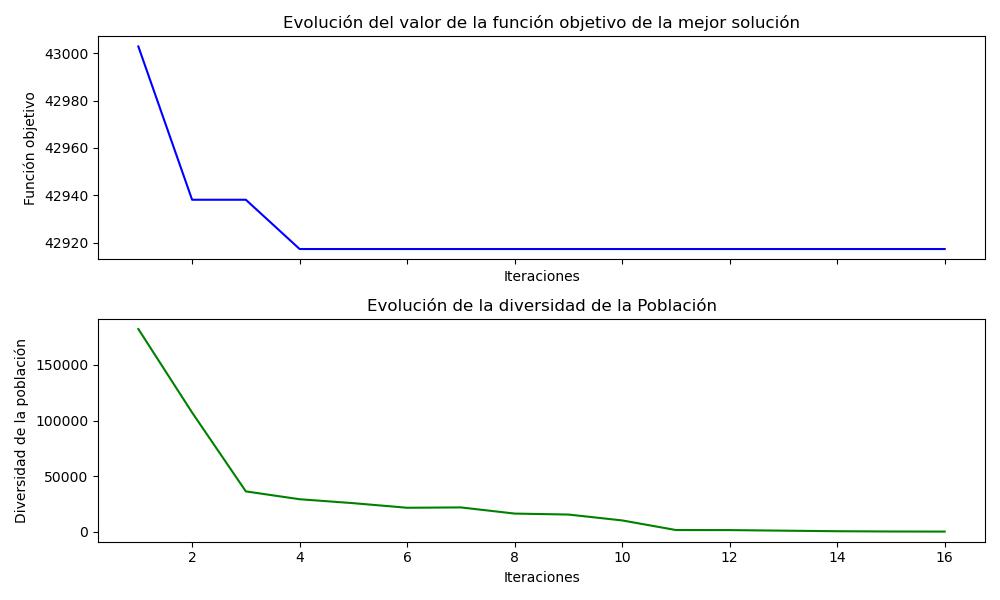 Evolución del valor de la función objetivo de la mejor solución
Función objetivo
43000
42980
42960
42940
42920
Iteraciones
Evolución de la diversidad de la Población
Diversidad de la población
150000
100000
50000
0
2 4 6 8 10 12 14 16
Iteraciones